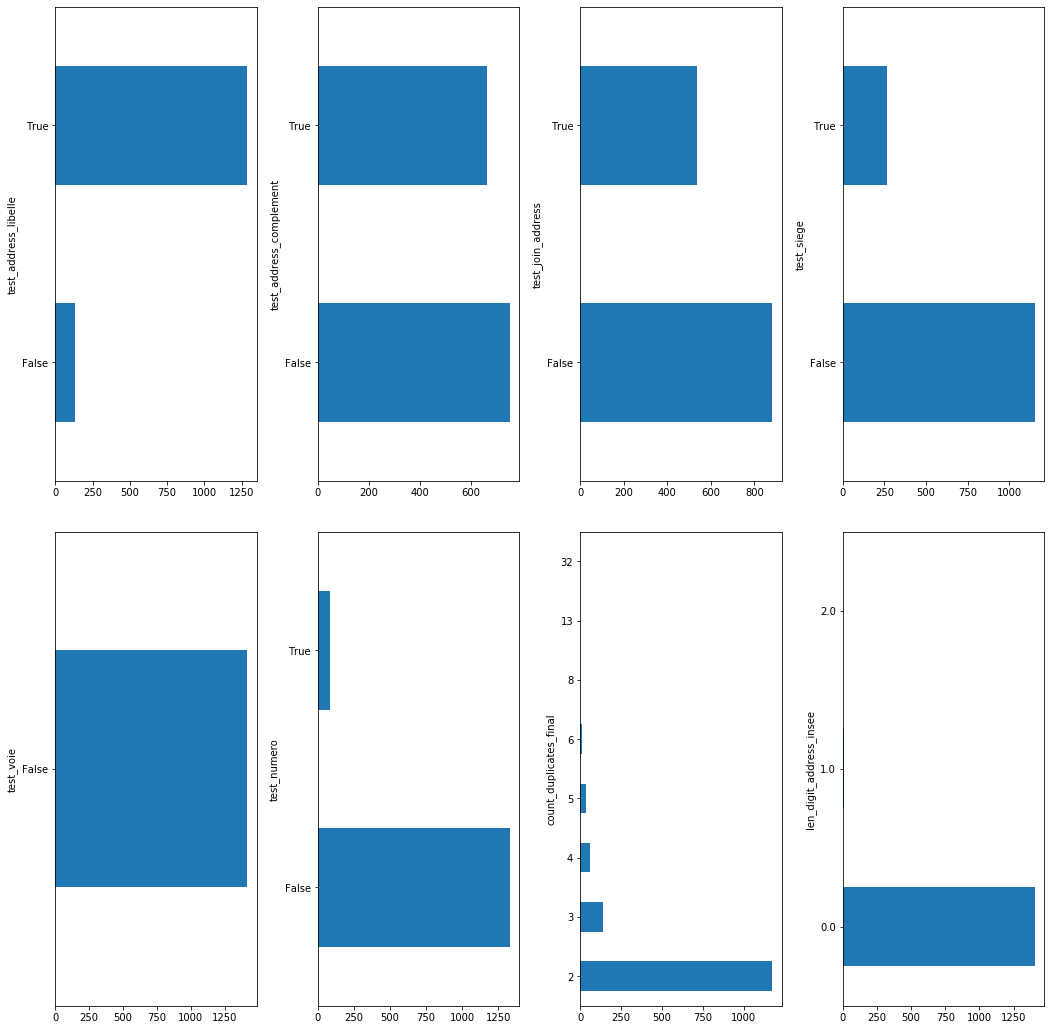 test_address_libelle
True
False
0 250 500 750 1000 1250
test_address_complement
True
False
0 200 400 600
test_join_address
True
False
0 200 400 600 800
test_siege
True
False
0 250 500 750 1000
test_voie
False
0 250 500 750 1000 1250
test_numero
True
False
0 250 500 750 1000 1250
count_duplicates_final
32
13
8
6
5
4
3
2
0 250 500 750 1000
len_digit_address_insee
2.0
1.0
0.0
0 250 500 750 1000 1250